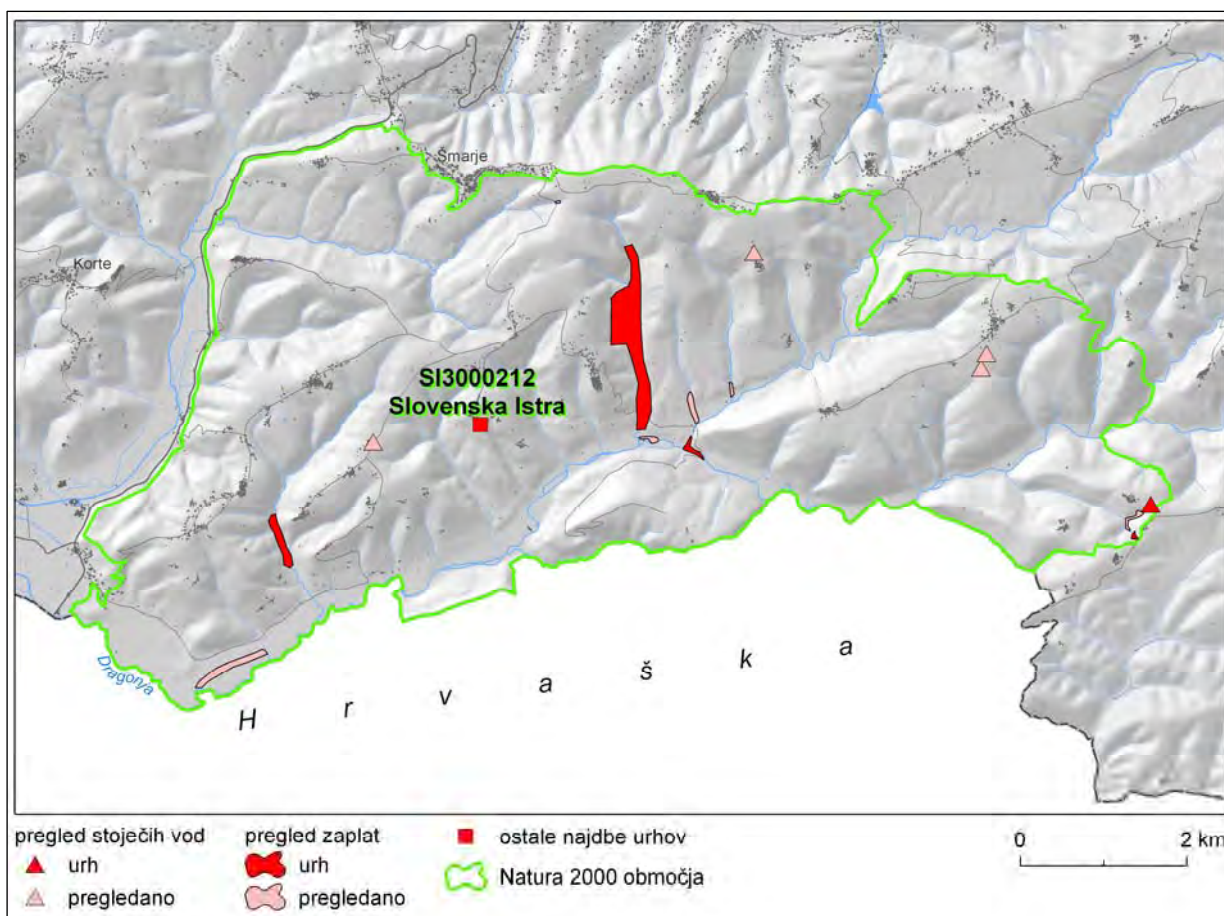 Šmarje
Korte
SI3000212
Slovenska Istra
Dragonja
H r v a š k a
pregled stoječih vod
urh
pregledano
pregled zaplat
urh
pregledano
ostale najdbe urhov
Natura 2000 območja
0 2 km